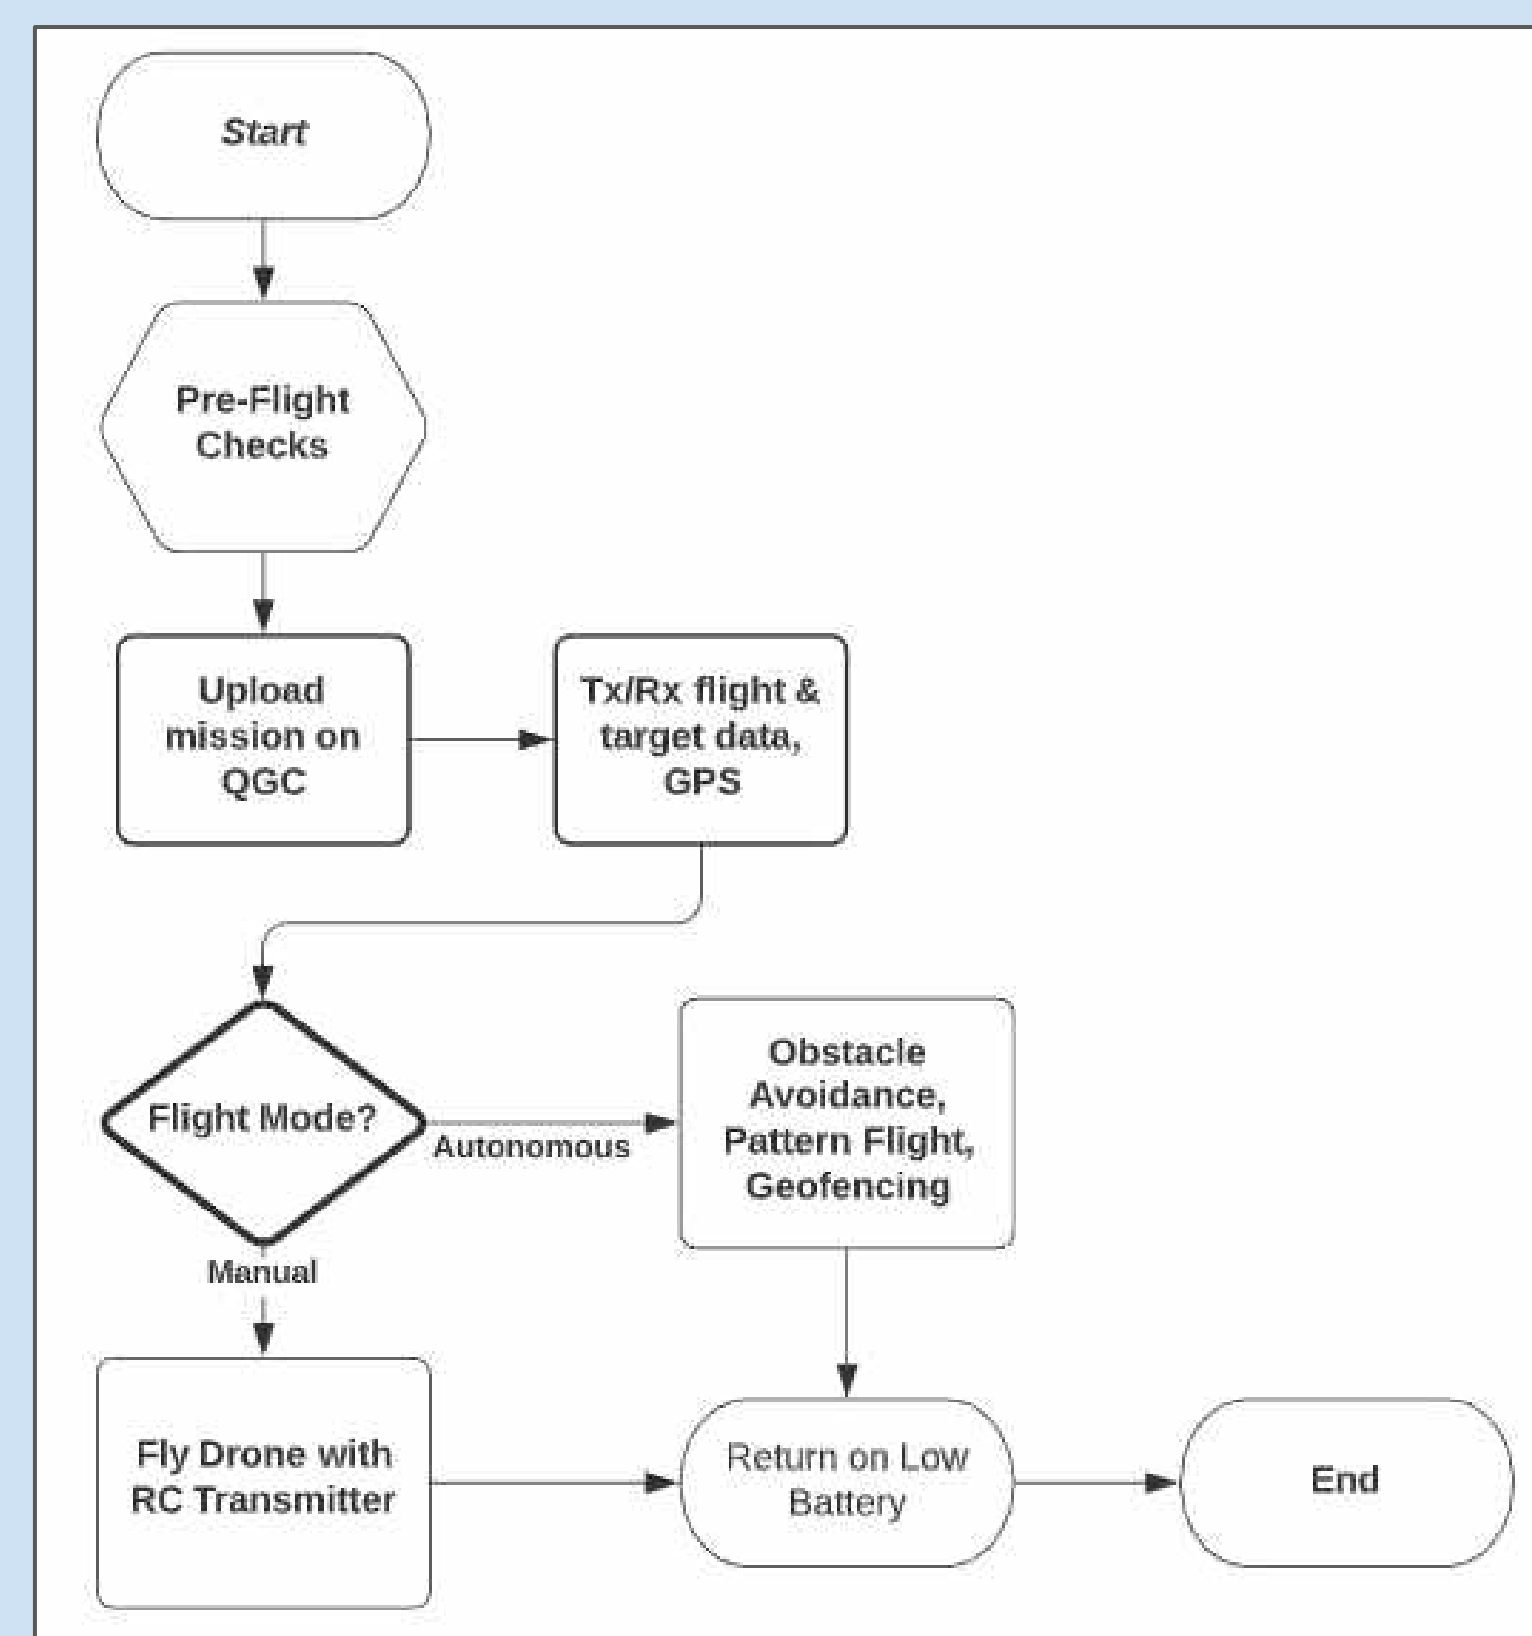 Start
Pre-Flight
Checks
Upload
mission on
QGC
Tx/Rx flight &
target data,
GPS
Flight Mode?
Autonomous
Obstacle
Avoidance,
Pattern Flight,
Geofencing
Manual
Fly Drone with
RC Transmitter
Return on Low
Battery
End